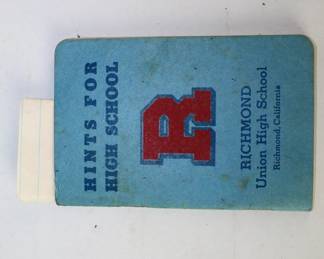 HINTS FOR
HIGH SCHOOL
R
RICHMOND
Union High School
Richmond, California